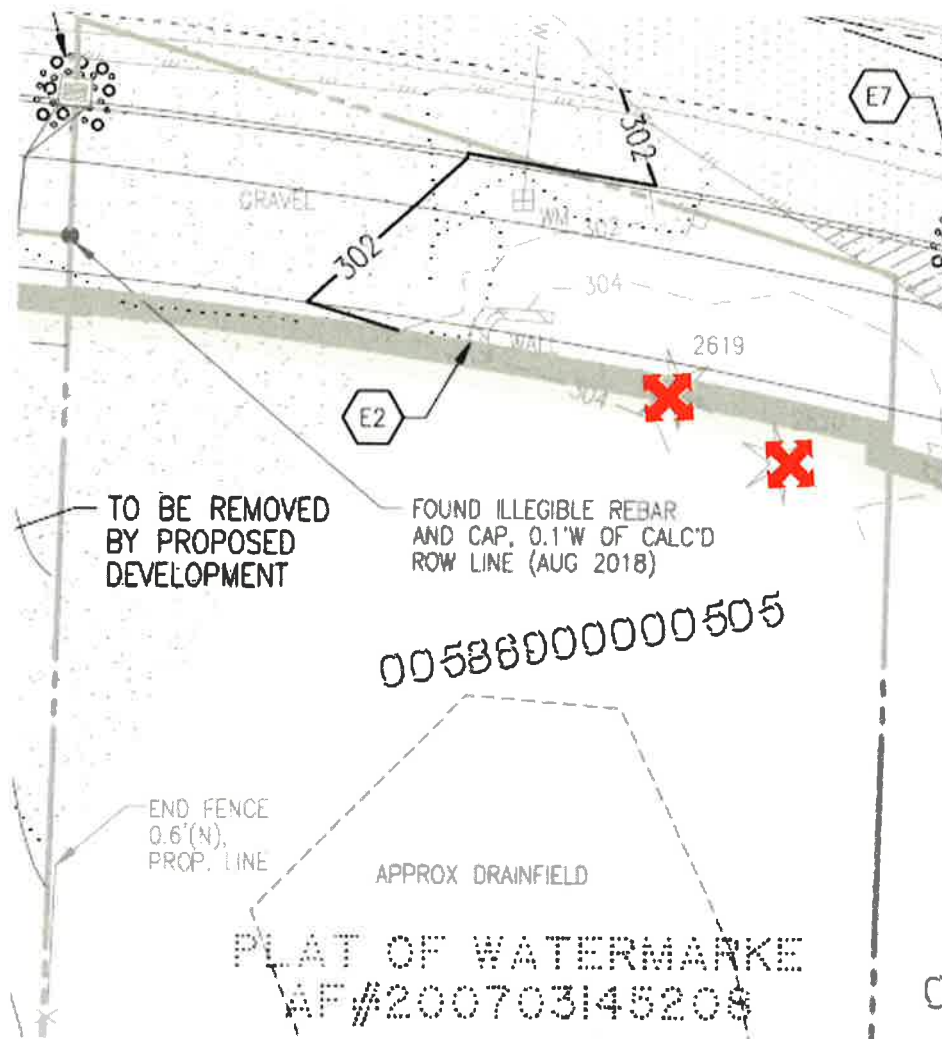 W
E7
302
GRAVEL
WM
302
302
304
WALL
2619
304
E2
TO BE REMOVED
BY PROPOSED
DEVELOPMENT
FOUND ILLEGIBLE REBAR
AND CAP, 0.1'W OF CALC'D
ROW LINE (AUG 2018)
00586900000505
END FENCE
0.6'(N),
PROP. LINE
APPROX DRAINFIELD
PLAT OF WATERMARKE
AF#200703145208